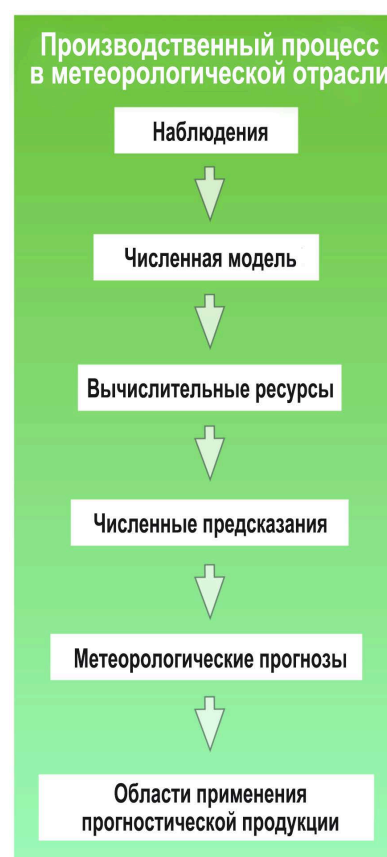 Производственный процесс
в метеорологической отрасли
Наблюдения
Численная модель
Вычислительные ресурсы
Численные предсказания
Метеорологические прогнозы
Области применения
прогностической продукции